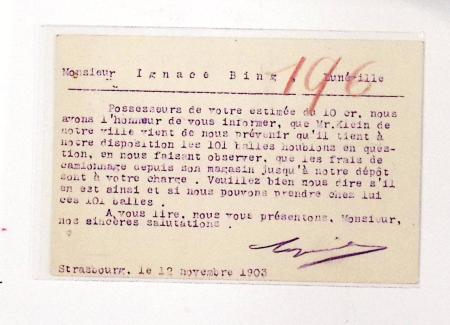 196
Monsieur Ignace Bing, Lunéville
Possesseurs de votre estimée du 10 cr, nous
avons l'honneur de vous informer, que Mr.Klein de
notre ville vient de nous prévenir qu'il tient à
notre disposition les 101 balles houblons en ques-
tion, en nous faisant observer, que les frais de
camionnage depuis son magasin jusqu'à notre dépôt
sont à votre charge. Veuillez bien nous dire s'il
en est ainsi et si nous pouvons prendre chez lui
ces 101 balles.
A vous lire, nous vous présentons, Monsieur,
nos sincères salutations.
Strasbourg, le 12 novembre 1903